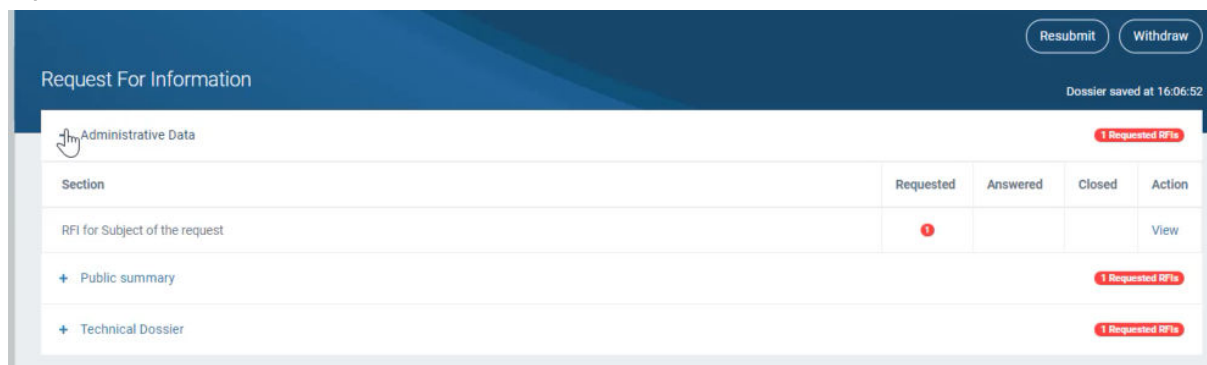 Resubmit Withdraw
Request For Information
Dossier saved at 16:06:52
Administrative Data 1 Requested RFIs
Section Requested Answered Closed Action
RFI for Subject of the request 1 View
+ Public summary 1 Requested RFIs
+ Technical Dossier 1 Requested RFIs